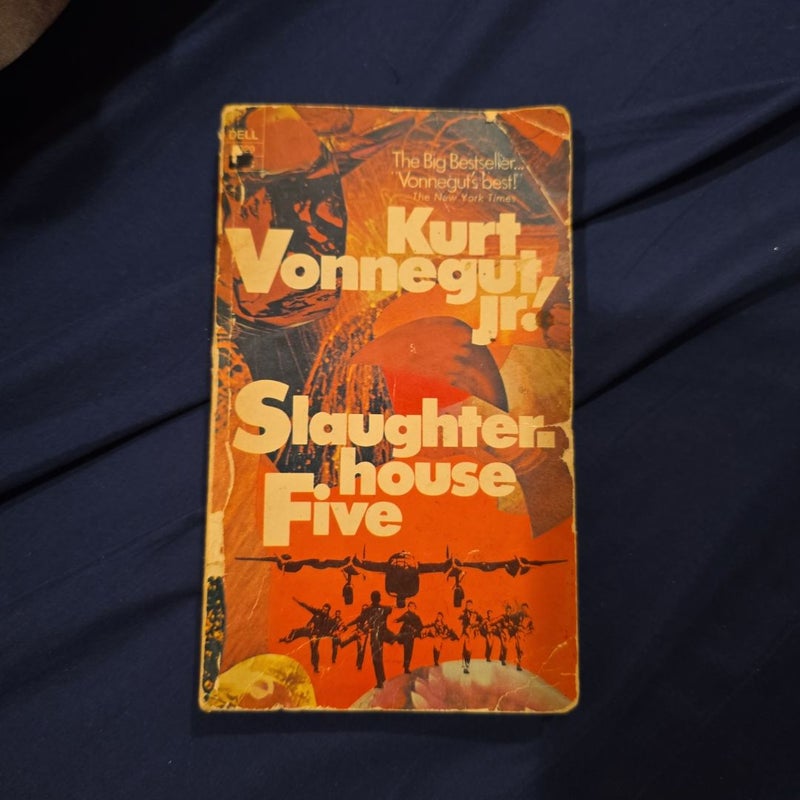 DELL
The Big Bestseller...
"Vonnegut's best!"
The New York Times
Kurt
Vonnegut,
jr!
Slaughter-
house
Five